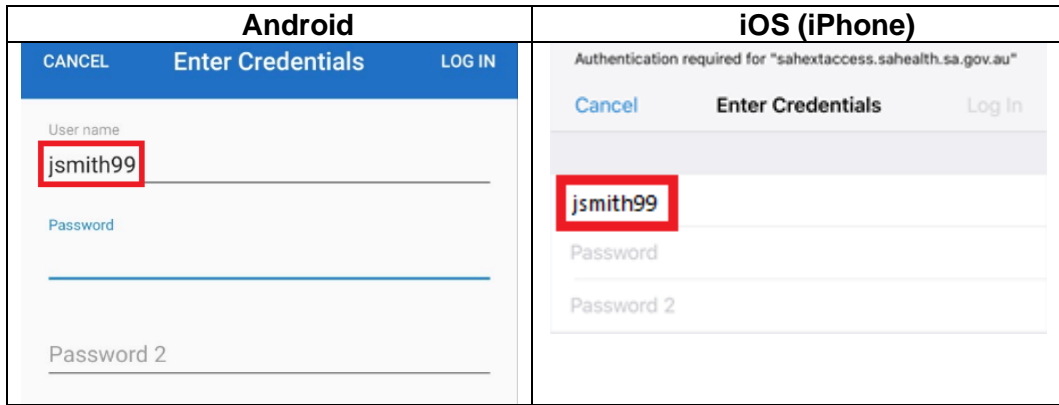 Android
CANCEL Enter Credentials LOG IN
User name
jsmith99
Password
Password 2
iOS (iPhone)
Authentication required for "sahextaccess.sahealth.sa.gov.au"
Cancel Enter Credentials Log In
jsmith99
Password
Password 2